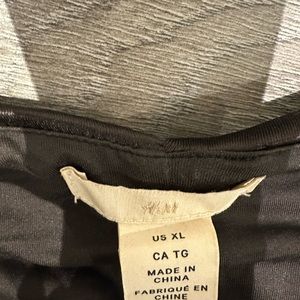 US XL
CA TG
MADE IN
CHINA
FABRIQUÉ EN
CHINE